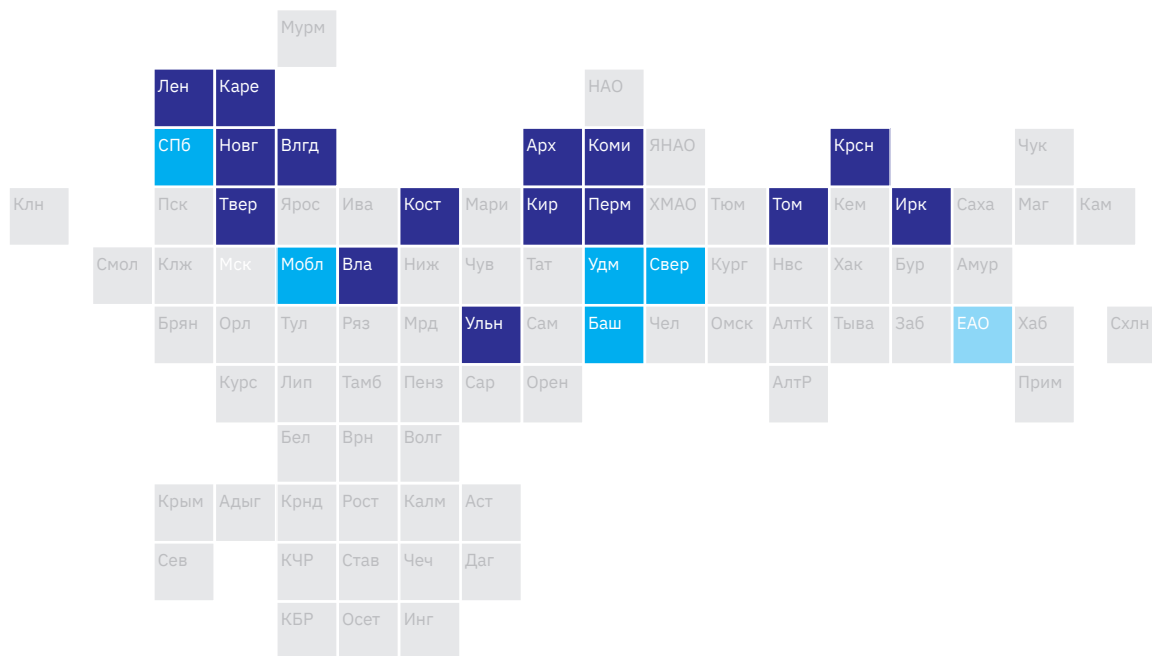 Мурм
Лен Каре НАО
СПб Новг Влгд Арх Коми ЯНАО Крсн Чук
Клн Пск Твер Ярос Ива Кост Мари Кир Перм ХМАО Тюм Том Кем Ирк Саха Маг Кам
Смол Клж Мск Мобл Вла Ниж Чув Тат Удм Свер Кург Нвс Хак Бур Амур
Брян Орл Тул Ряз Мрд Ульн Сам Баш Чел Омск АлтК Тыва Заб ЕАО Хаб Схлн
Курс Лип Тамб Пенз Сар Орен АлтР Прим
Бел Врн Волг
Крым Адыг Крнд Рост Калм Аст
Сев КЧР Став Чеч Даг
КБР Осет Инг